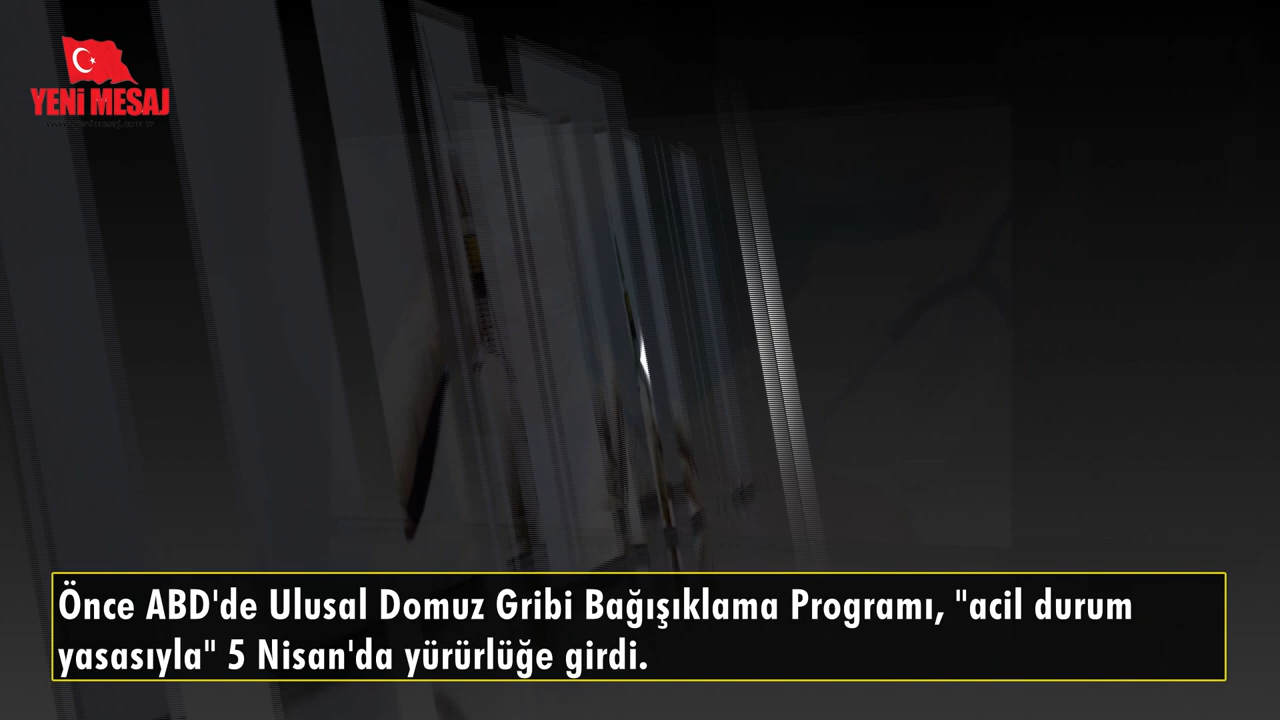 YENİ MESAJ
Önce ABD'de Ulusal Domuz Gribi Bağışıklama Programı, "acil durum
yasasıyla" 5 Nisan'da yürürlüğe girdi.